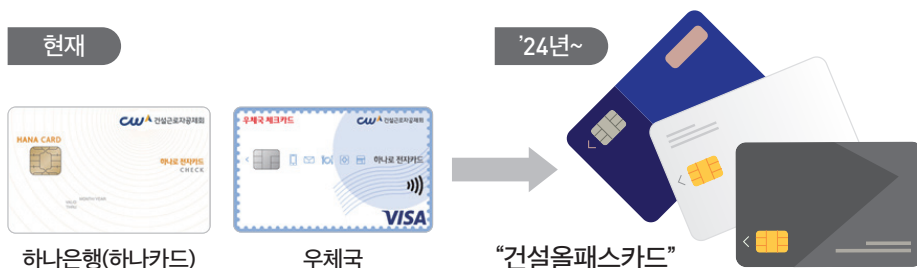 현재
’24년~
CW 건설근로자공제회
HANA CARD
하나로 전자카드
CHECK
우체국 체크카드
CW 건설근로자공제회
하나로 전자카드
VISA
하나은행(하나카드)
우체국
“건설올패스카드”